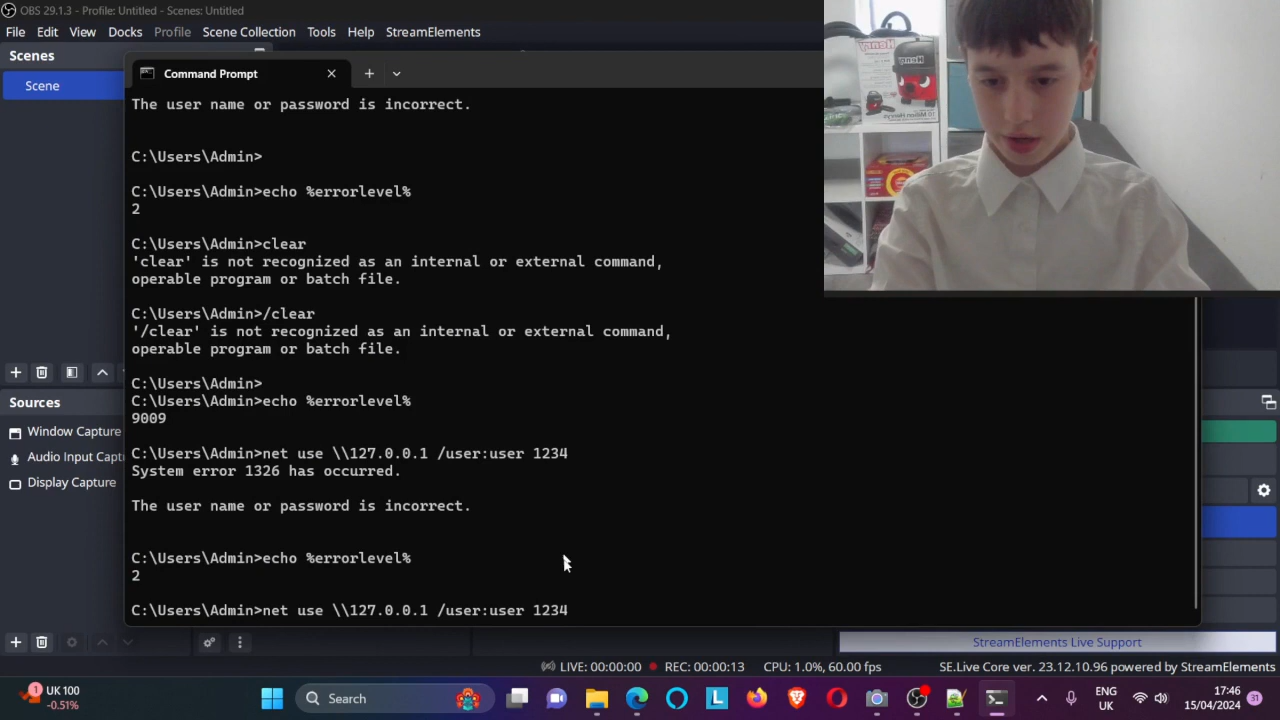 OBS 29.1.3 - Profile: Untitled - Scenes: Untitled
File Edit View Docks Profile Scene Collection Tools Help StreamElements
Scenes
Scene
Command Prompt
The user name or password is incorrect.
C:\Users\Admin>
C:\Users\Admin>echo %errorlevel%
2
C:\Users\Admin>clear
'clear' is not recognized as an internal or external command,
operable program or batch file.
C:\Users\Admin>/clear
'/clear' is not recognized as an internal or external command,
operable program or batch file.
C:\Users\Admin>
C:\Users\Admin>echo %errorlevel%
9009
C:\Users\Admin>net use \\127.0.0.1 /user:user 1234
System error 1326 has occurred.
The user name or password is incorrect.
C:\Users\Admin>echo %errorlevel%
2
C:\Users\Admin>net use \\127.0.0.1 /user:user 1234
Sources
Window Capture
Audio Input Capt
Display Capture
Henry
StreamElements Live Support
LIVE: 00:00:00 REC: 00:00:13 CPU: 1.0%, 60.00 fps SE.Live Core ver. 23.12.10.96 powered by StreamElements
1 UK 100
-0.51%
Search
ENG
UK
17:46
15/04/2024
31